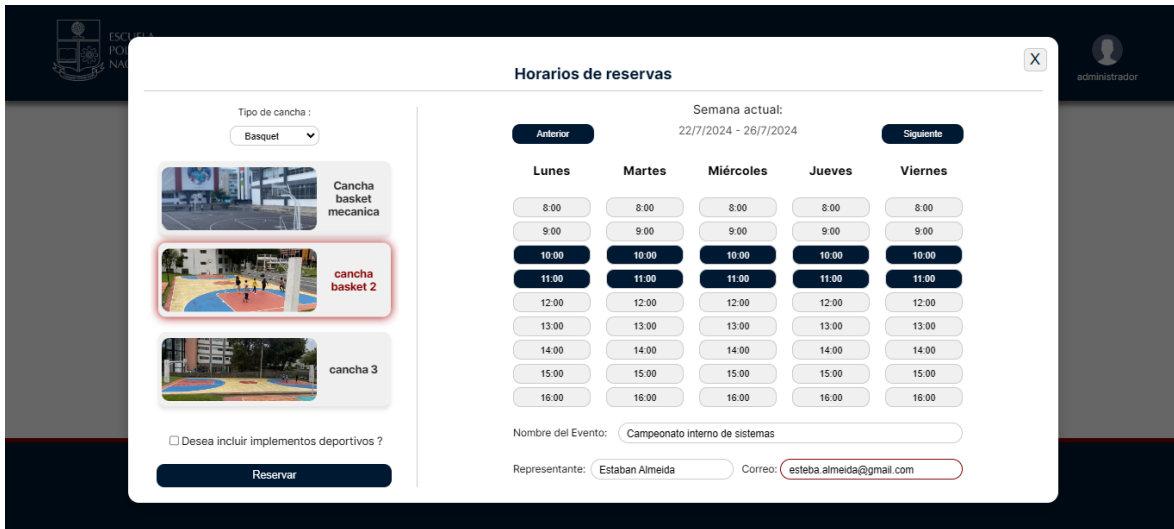 ESCUELA
administrador
X
Horarios de reservas
Tipo de cancha :
Basquet
Cancha
basket
mecanica
cancha
basket 2
cancha 3
Desea incluir implementos deportivos ?
Reservar
Semana actual:
Anterior 22/7/2024 - 26/7/2024 Siguiente
Lunes Martes Miércoles Jueves Viernes
8:00 8:00 8:00 8:00 8:00
9:00 9:00 9:00 9:00 9:00
10:00 10:00 10:00 10:00 10:00
11:00 11:00 11:00 11:00 11:00
12:00 12:00 12:00 12:00 12:00
13:00 13:00 13:00 13:00 13:00
14:00 14:00 14:00 14:00 14:00
15:00 15:00 15:00 15:00 15:00
16:00 16:00 16:00 16:00 16:00
Nombre del Evento: Campeonato interno de sistemas
Representante: Estaban Almeida Correo: esteba.almeida@gmail.com